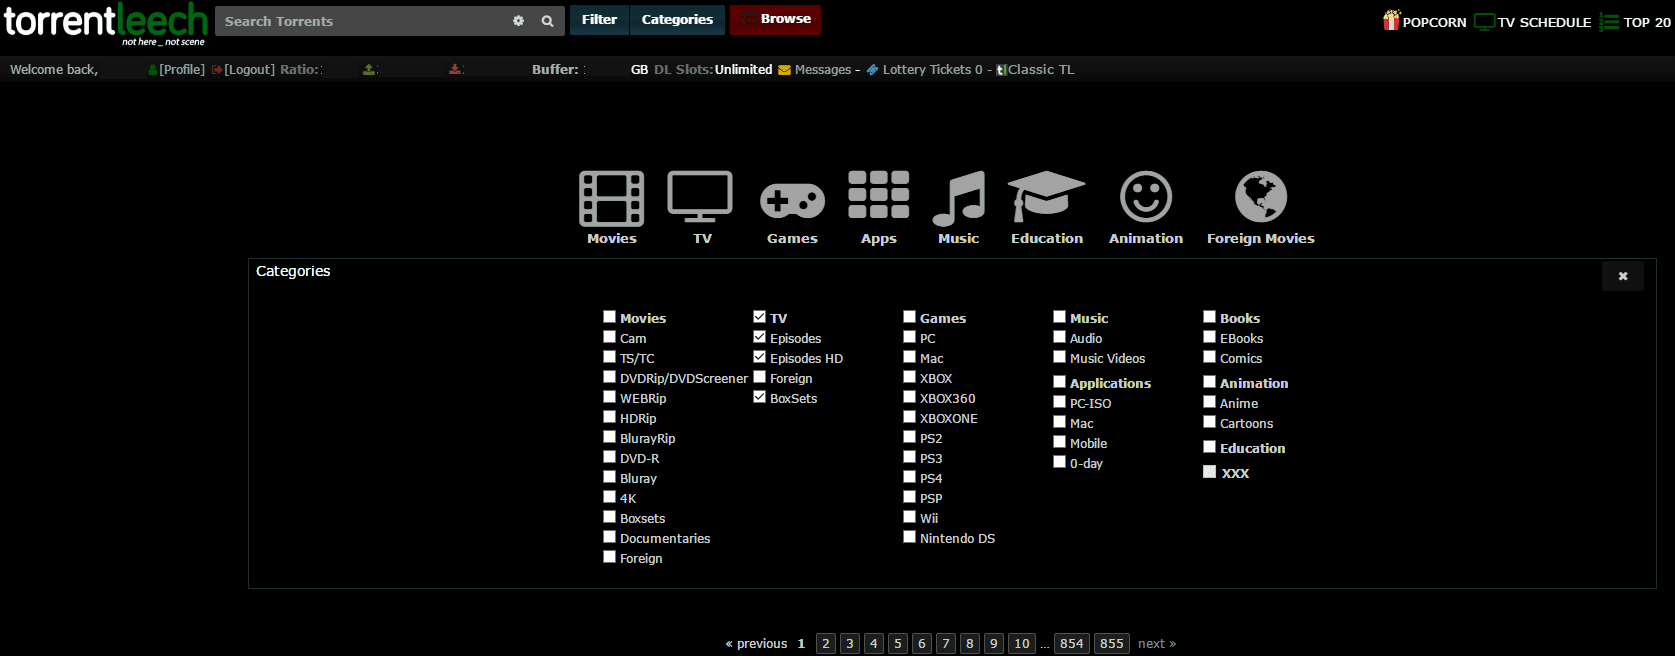 torrentleech
not here _ not scene
Search Torrents
Filter Categories Browse
POPCORN TV SCHEDULE TOP 20
Welcome back, [Profile] [Logout] Ratio: Buffer: GB DL Slots: Unlimited Messages - Lottery Tickets 0 - Classic TL
Movies TV Games Apps Music Education Animation Foreign Movies
Categories
Movies
Cam
TS/TC
DVDRip/DVDScreener
WEBRip
HDRip
BlurayRip
DVD-R
Bluray
4K
Boxsets
Documentaries
Foreign
TV
Episodes
Episodes HD
Foreign
BoxSets
Games
PC
Mac
XBOX
XBOX360
XBOXONE
PS2
PS3
PS4
PSP
Wii
Nintendo DS
Music
Audio
Music Videos
Applications
PC-ISO
Mac
Mobile
0-day
Books
EBooks
Comics
Animation
Anime
Cartoons
Education
XXX
« previous 1 2 3 4 5 6 7 8 9 10 ... 854 855 next »